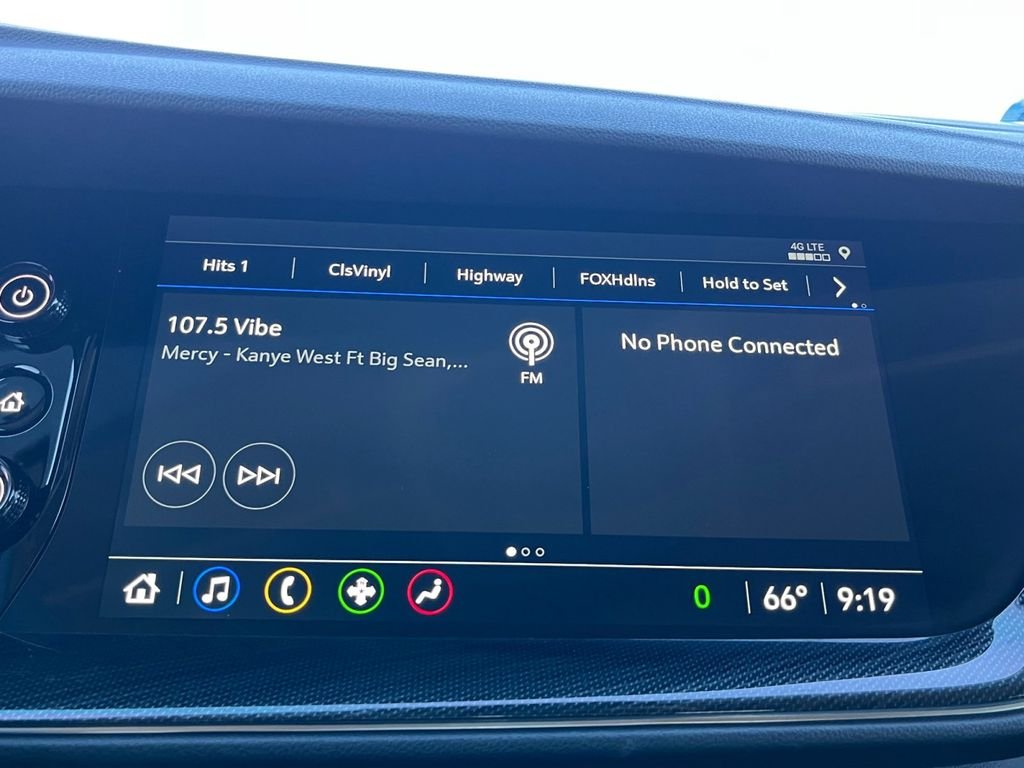 4G LTE
Hits 1
ClsVinyl
Highway
FOXHdlns
Hold to Set
107.5 Vibe
Mercy - Kanye West Ft Big Sean,...
FM
No Phone Connected
0
66°
9:19